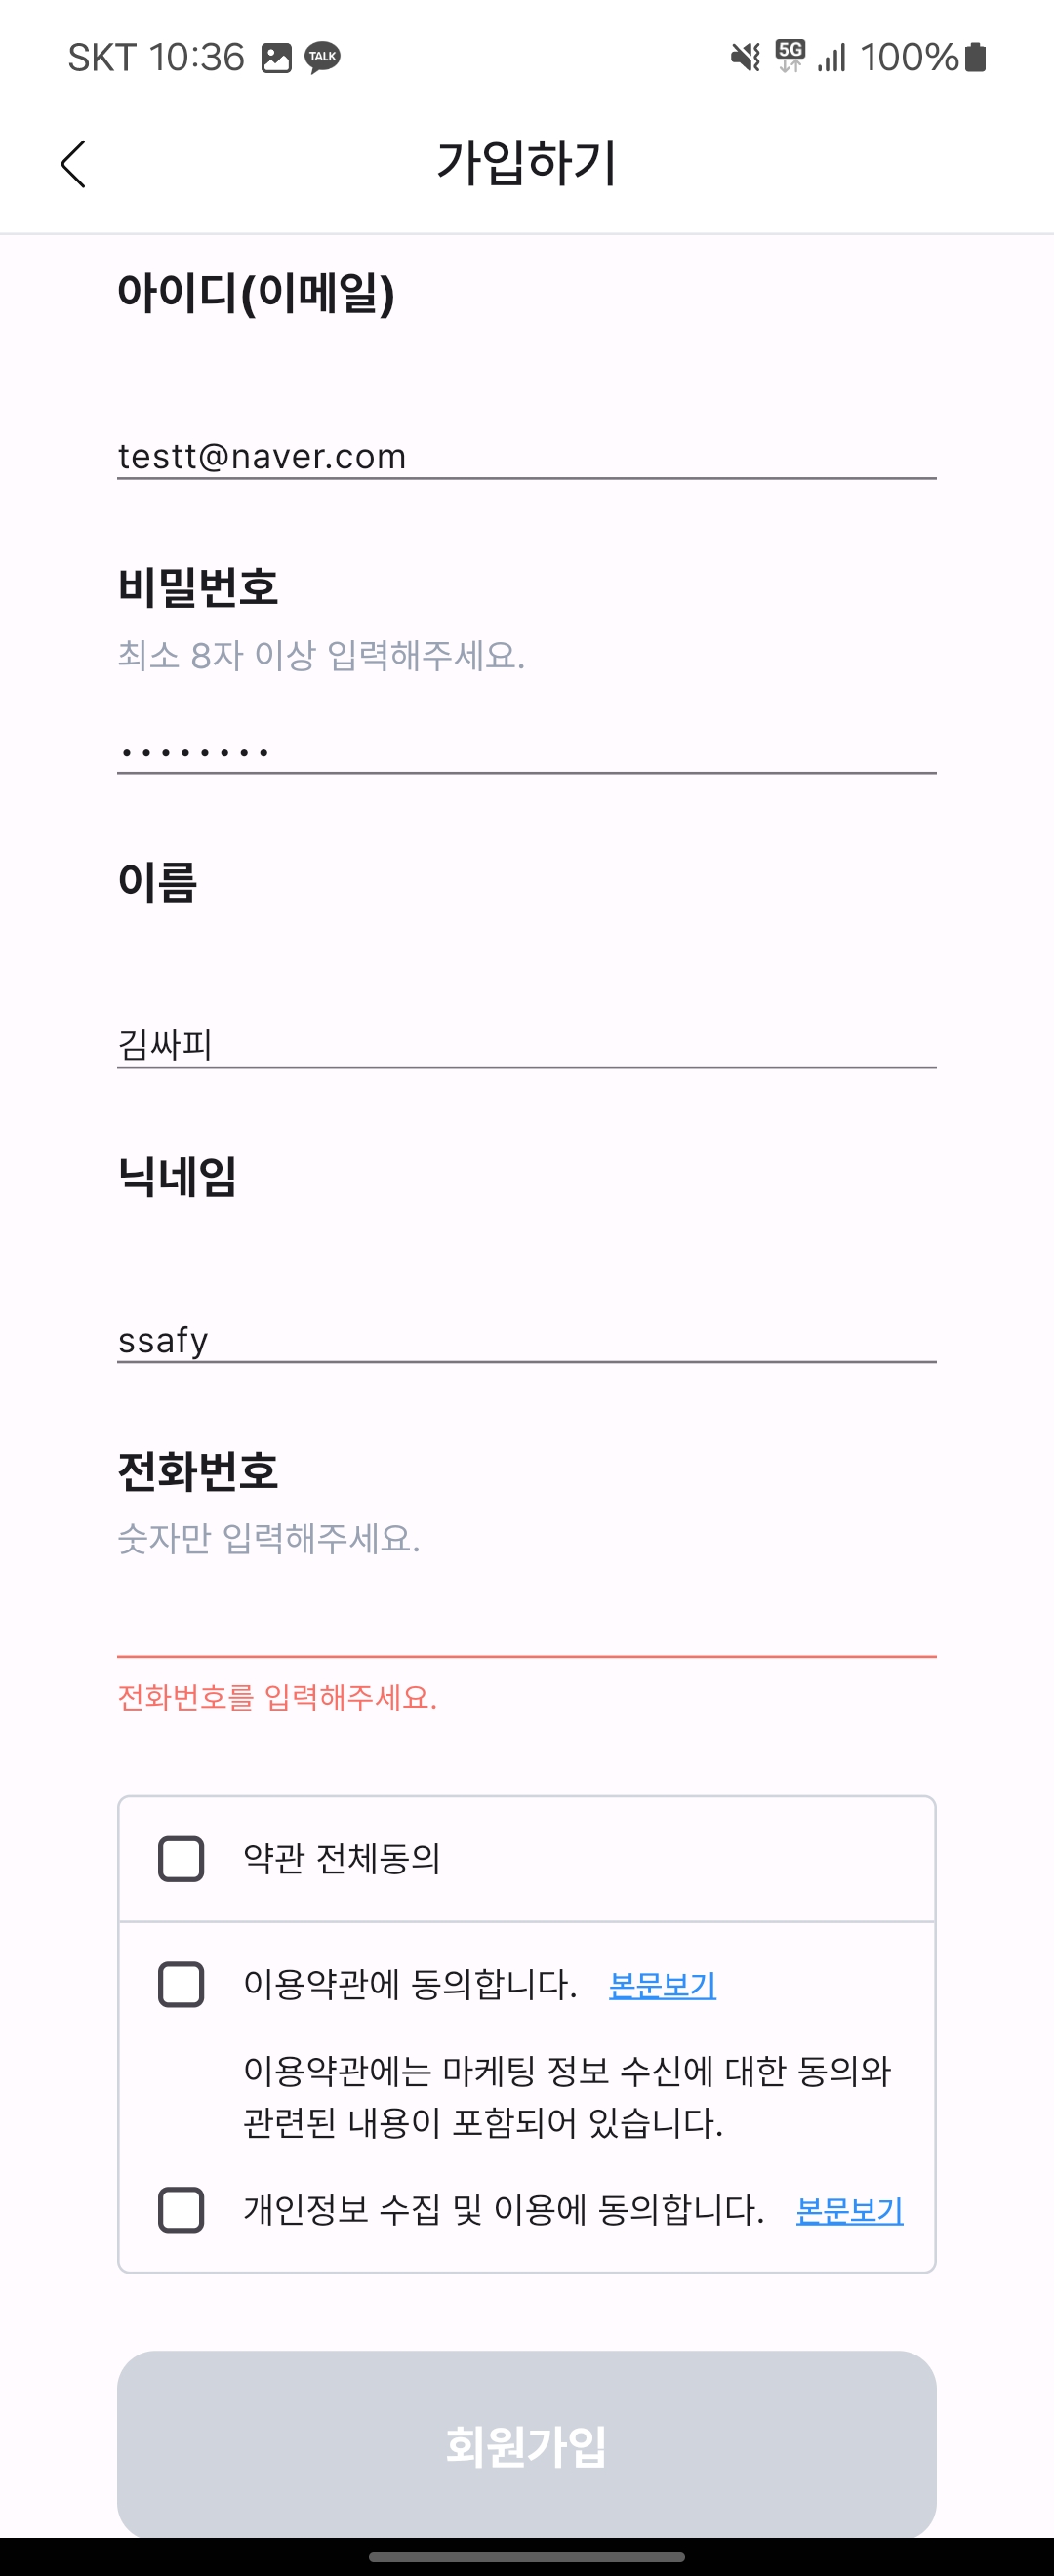 SKT 10:36 TALK 5G 100%
가입하기
아이디(이메일)
testt@naver.com
비밀번호
최소 8자 이상 입력해주세요.
••••••••
이름
김싸피
닉네임
ssafy
전화번호
숫자만 입력해주세요.
전화번호를 입력해주세요.
약관 전체동의
이용약관에 동의합니다. 본문보기
이용약관에는 마케팅 정보 수신에 대한 동의와
관련된 내용이 포함되어 있습니다.
개인정보 수집 및 이용에 동의합니다. 본문보기
회원가입